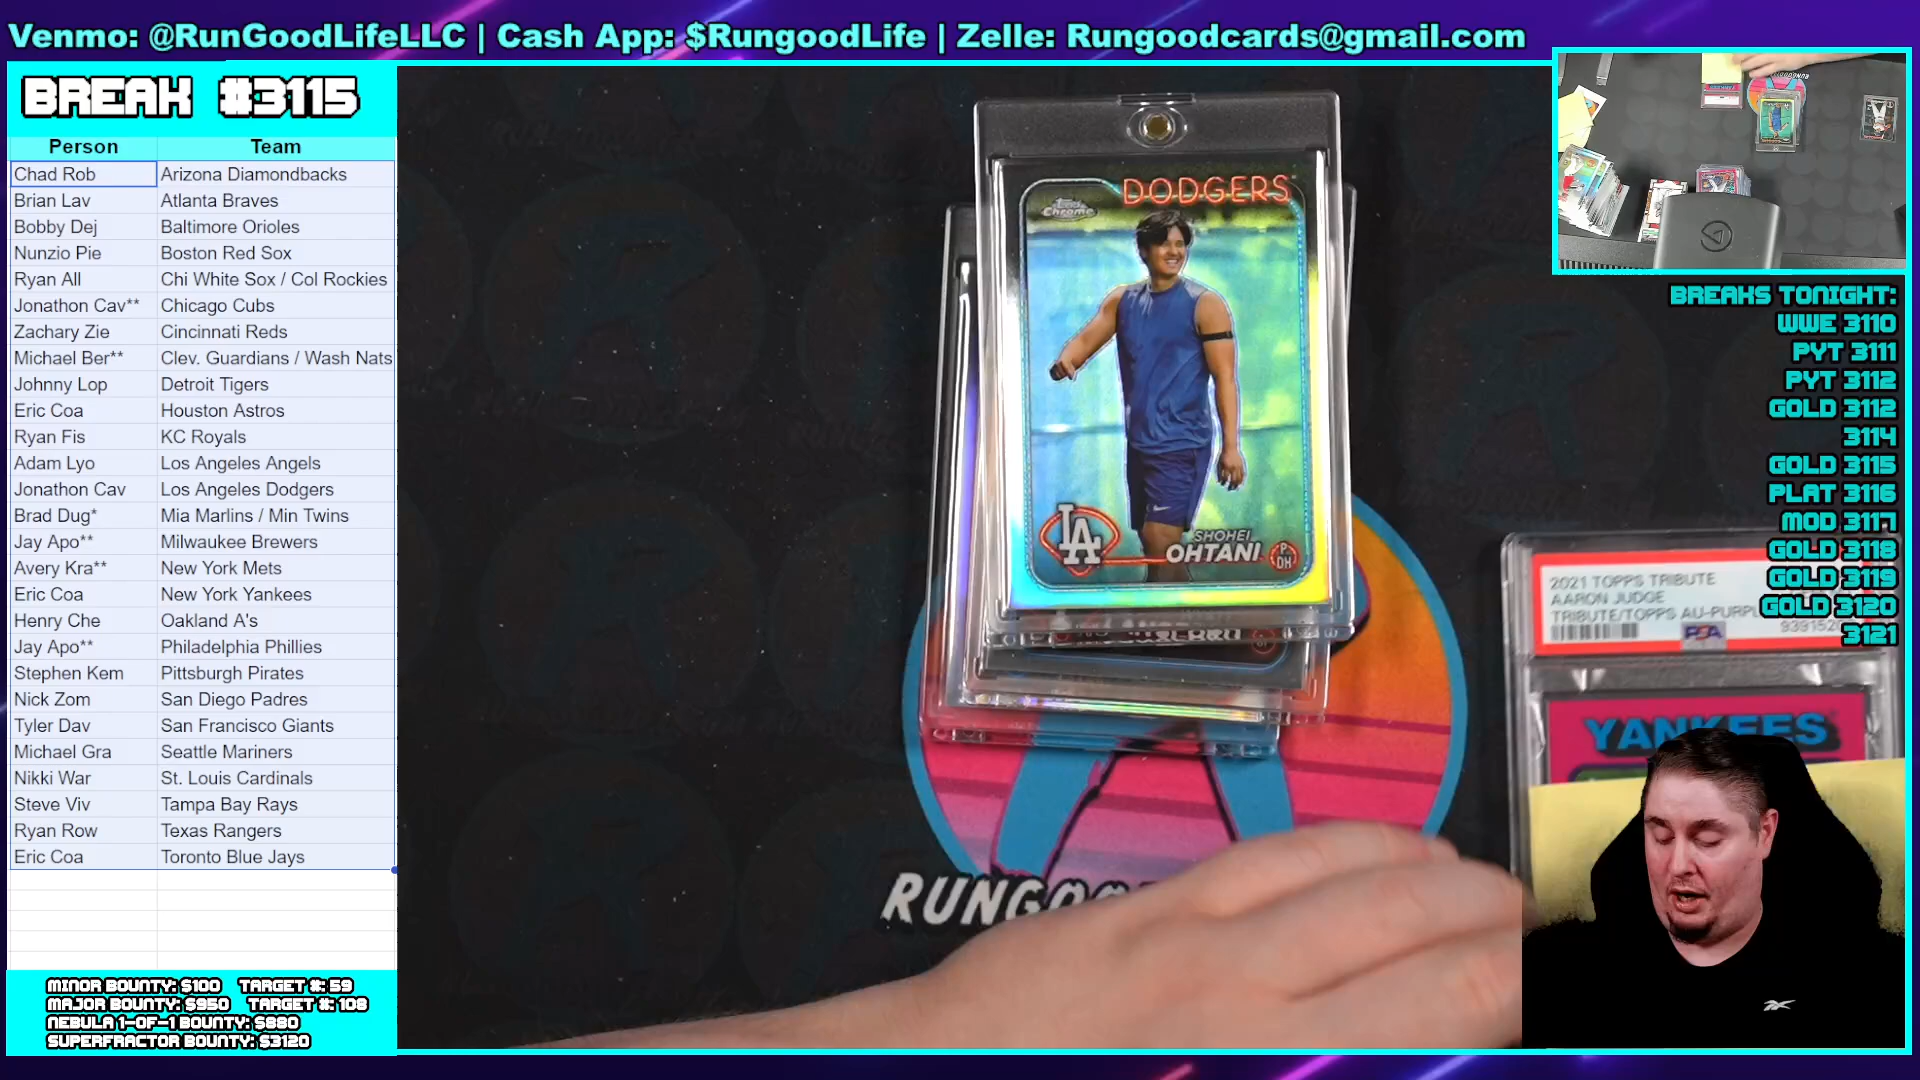 Venmo: @RunGoodLifeLLC | Cash App: $RungoodLife | Zelle: Rungoodcards@gmail.com
BREAK #3115
Person Team
Chad Rob Arizona Diamondbacks
Brian Lav Atlanta Braves
Bobby Dej Baltimore Orioles
Nunzio Pie Boston Red Sox
Ryan All Chi White Sox / Col Rockies
Jonathon Cav** Chicago Cubs
Zachary Zie Cincinnati Reds
Michael Ber** Clev. Guardians / Wash Nats
Johnny Lop Detroit Tigers
Eric Coa Houston Astros
Ryan Fis KC Royals
Adam Lyo Los Angeles Angels
Jonathon Cav Los Angeles Dodgers
Brad Dug* Mia Marlins / Min Twins
Jay Apo** Milwaukee Brewers
Avery Kra** New York Mets
Eric Coa New York Yankees
Henry Che Oakland A's
Jay Apo** Philadelphia Phillies
Stephen Kem Pittsburgh Pirates
Nick Zom San Diego Padres
Tyler Dav San Francisco Giants
Michael Gra Seattle Mariners
Nikki War St. Louis Cardinals
Steve Viv Tampa Bay Rays
Ryan Row Texas Rangers
Eric Coa Toronto Blue Jays
MINOR BOUNTY: $100 TARGET #: 59
MAJOR BOUNTY: $950 TARGET #: 108
NEBULA 1-OF-1 BOUNTY: $880
SUPERFRACTOR BOUNTY: $3120
DODGERS
Topps Chrome
LA
SHOHEI
OHTANI
P
DH
BREAKS TONIGHT:
WWE 3110
PYT 3111
PYT 3112
GOLD 3112
3114
GOLD 3115
PLAT 3116
MOD 3117
GOLD 3118
GOLD 3119
GOLD 3120
3121
2021 TOPPS TRIBUTE
AARON JUDGE
TRIBUTE/TOPPS AU-PURPL
PSA
YANKEES